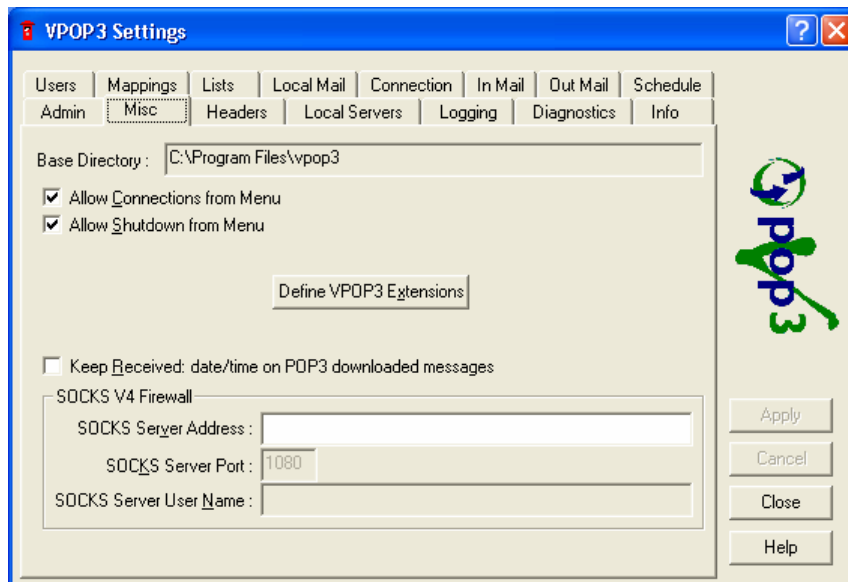 VPOP3 Settings
Users Mappings Lists Local Mail Connection In Mail Out Mail Schedule
Admin Misc Headers Local Servers Logging Diagnostics Info
Base Directory : C:\Program Files\vpop3
Allow Connections from Menu
Allow Shutdown from Menu
Define VPOP3 Extensions
Keep Received: date/time on POP3 downloaded messages
SOCKS V4 Firewall
SOCKS Server Address :
SOCKS Server Port : 1080
SOCKS Server User Name :
vpop3
Apply
Cancel
Close
Help